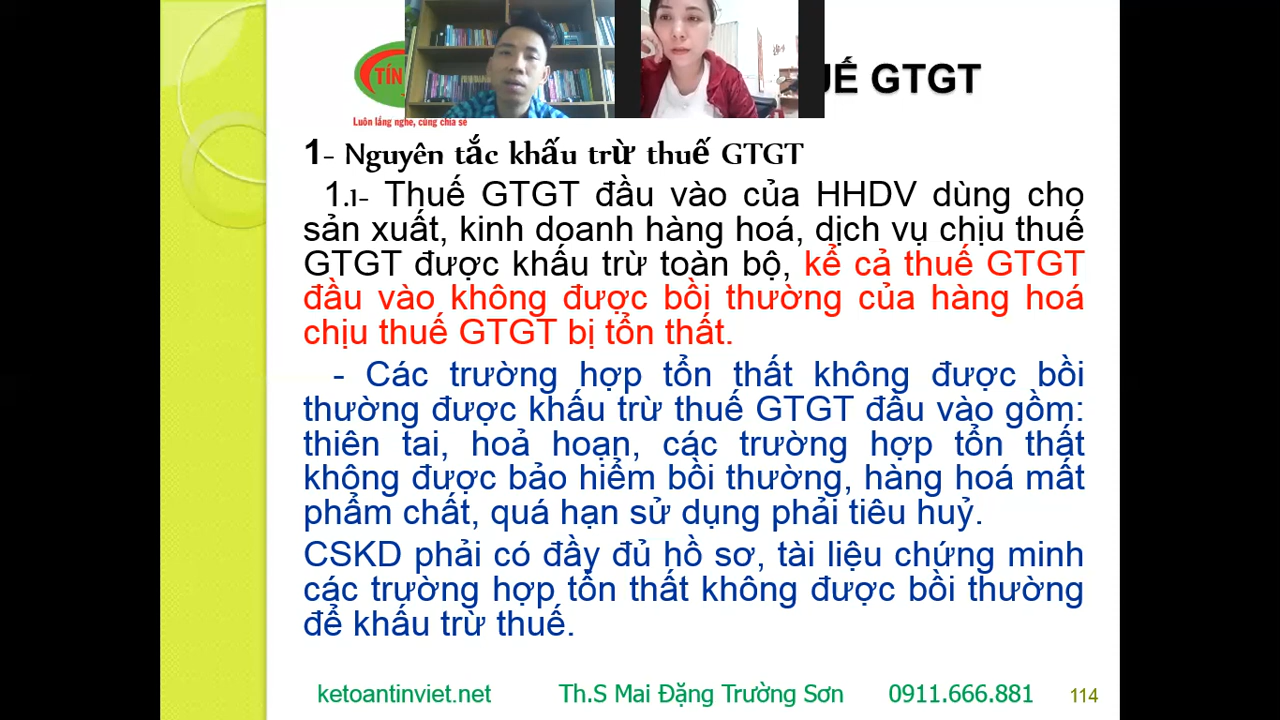 TÍN
Luôn lắng nghe, cùng chia sẻ
UẾ GTGT
1- Nguyên tắc khấu trừ thuế GTGT
1.1- Thuế GTGT đầu vào của HHDV dùng cho
sản xuất, kinh doanh hàng hoá, dịch vụ chịu thuế
GTGT được khấu trừ toàn bộ, kể cả thuế GTGT
đầu vào không được bồi thường của hàng hoá
chịu thuế GTGT bị tổn thất.
- Các trường hợp tổn thất không được bồi
thường được khấu trừ thuế GTGT đầu vào gồm:
thiên tai, hoả hoạn, các trường hợp tổn thất
không được bảo hiểm bồi thường, hàng hoá mất
phẩm chất, quá hạn sử dụng phải tiêu huỷ.
CSKD phải có đầy đủ hồ sơ, tài liệu chứng minh
các trường hợp tổn thất không được bồi thường
để khấu trừ thuế.
ketoantinviet.net Th.S Mai Đặng Trường Sơn 0911.666.881 114